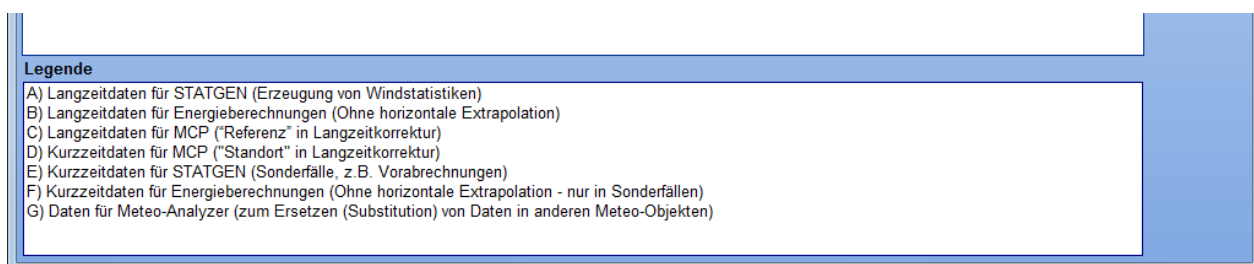 Legende
A) Langzeitdaten für STATGEN (Erzeugung von Windstatistiken)
B) Langzeitdaten für Energieberechnungen (Ohne horizontale Extrapolation)
C) Langzeitdaten für MCP (“Referenz” in Langzeitkorrektur)
D) Kurzzeitdaten für MCP ("Standort" in Langzeitkorrektur)
E) Kurzzeitdaten für STATGEN (Sonderfälle, z.B. Vorabrechnungen)
F) Kurzzeitdaten für Energieberechnungen (Ohne horizontale Extrapolation - nur in Sonderfällen)
G) Daten für Meteo-Analyzer (zum Ersetzen (Substitution) von Daten in anderen Meteo-Objekten)